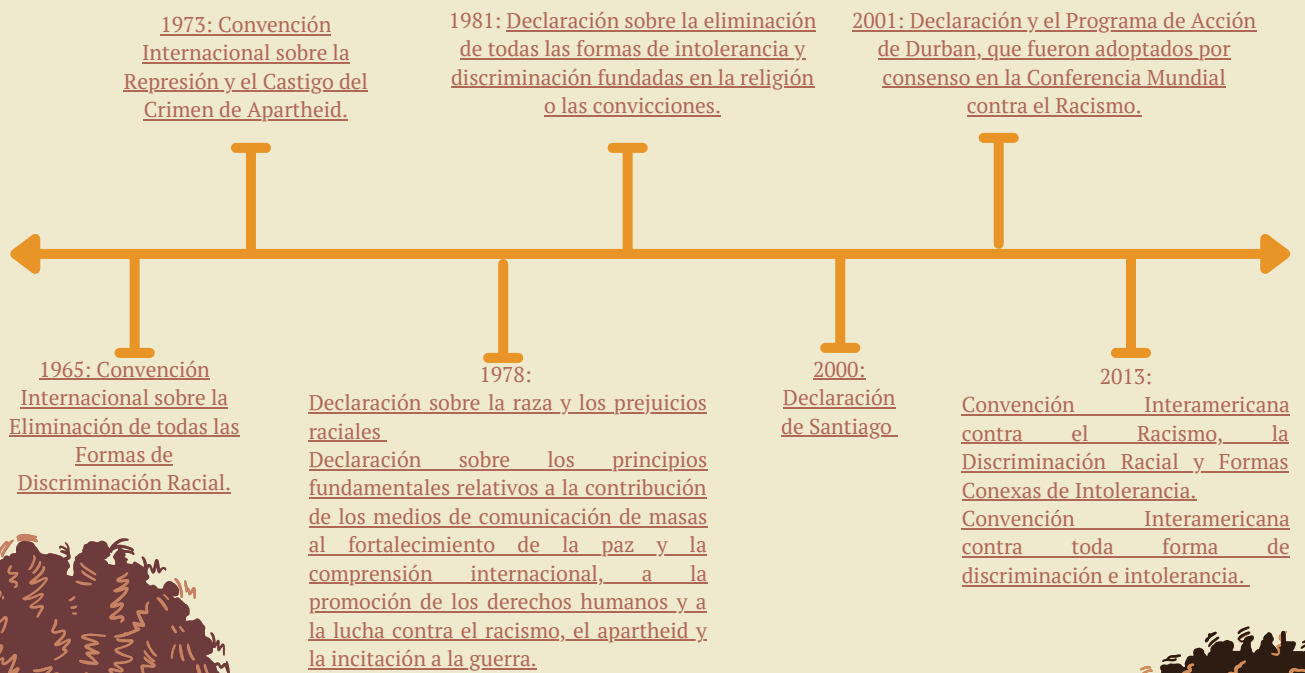 1973: Convención
Internacional sobre la
Represión y el Castigo del
Crimen de Apartheid.
1981: Declaración sobre la eliminación
de todas las formas de intolerancia y
discriminación fundadas en la religión
o las convicciones.
2001: Declaración y el Programa de Acción
de Durban, que fueron adoptados por
consenso en la Conferencia Mundial
contra el Racismo.
1965: Convención
Internacional sobre la
Eliminación de todas las
Formas de
Discriminación Racial.
1978:
Declaración sobre la raza y los prejuicios
raciales
Declaración sobre los principios
fundamentales relativos a la contribución
de los medios de comunicación de masas
al fortalecimiento de la paz y la
comprensión internacional, a la
promoción de los derechos humanos y a
la lucha contra el racismo, el apartheid y
la incitación a la guerra.
2000:
Declaración
de Santiago
2013:
Convención Interamericana
contra el Racismo, la
Discriminación Racial y Formas
Conexas de Intolerancia.
Convención Interamericana
contra toda forma de
discriminación e intolerancia.